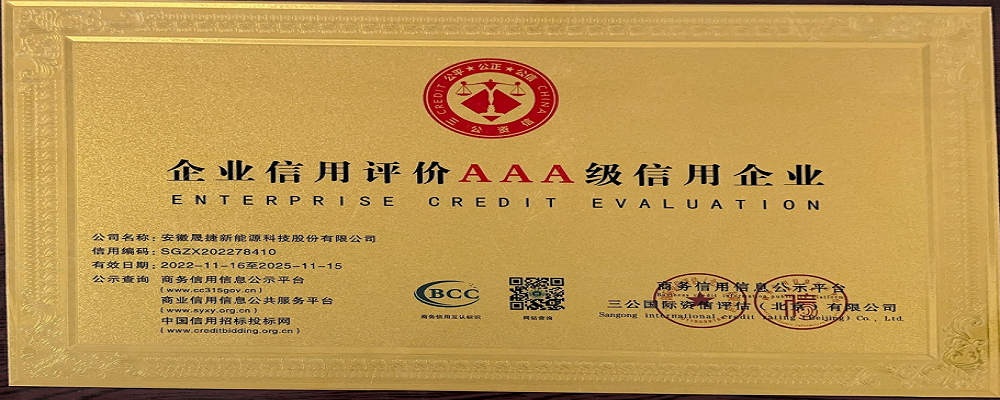 公平★公正★公信
CREDIT CHINA
三公资信
企业信用评价AAA级信用企业
ENTERPRISE CREDIT EVALUATION
公司名称：安徽晟捷新能源科技股份有限公司
信用编码：SGZX202278410
有效日期：2022-11-16至2025-11-15
公示查询 商务信用信息公示平台
(www.cc315gov.cn)
商业信用信息公共服务平台
(www.syxy.org.cn)
中国信用招标投标网
(www.creditbidding.org.cn)
BCC
商务信用互认标识
网站查询
商务信用信息公示平台
三公国际资信评估（北京）有限公司
Sangong international credit rating (Beijing) Co., Ltd.